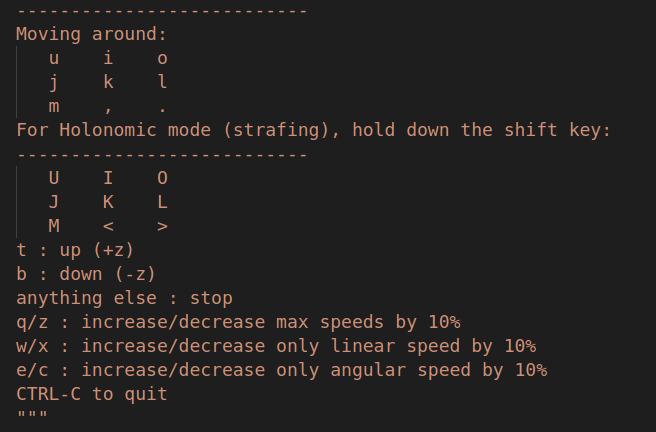 ---------------------------
Moving around:
   u    i    o
   j    k    l
   m    ,    .
For Holonomic mode (strafing), hold down the shift key:
---------------------------
   U    I    O
   J    K    L
   M    <    >
t : up (+z)
b : down (-z)
anything else : stop
q/z : increase/decrease max speeds by 10%
w/x : increase/decrease only linear speed by 10%
e/c : increase/decrease only angular speed by 10%
CTRL-C to quit
"""